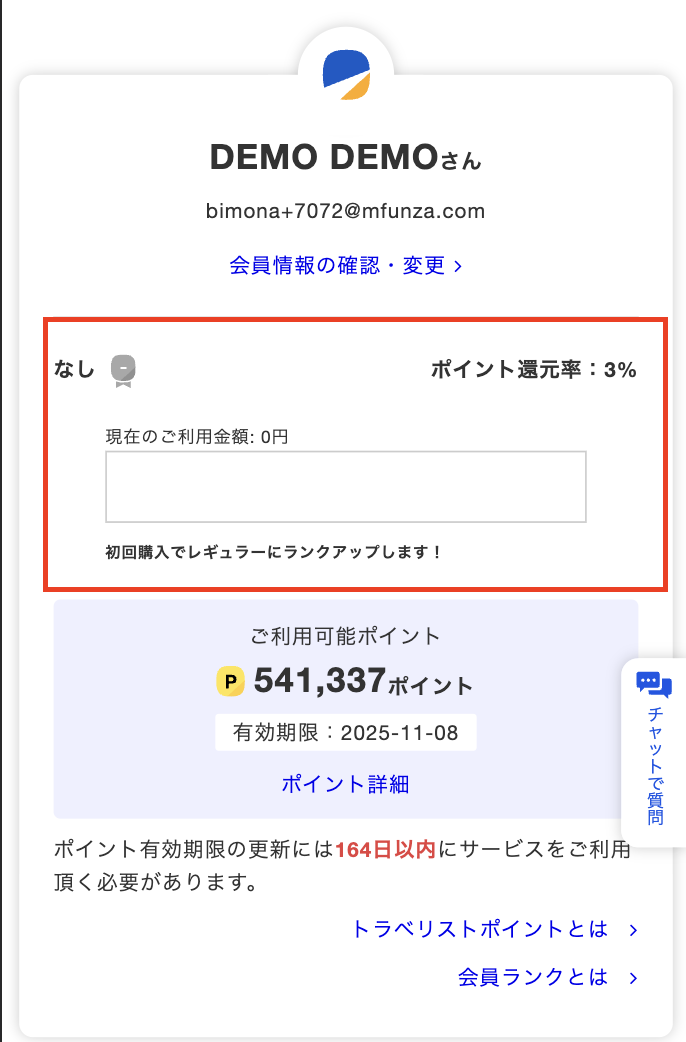 DEMO DEMOさん
bimona+7072@mfunza.com
会員情報の確認・変更 ›
なし - ポイント還元率：3%
現在のご利用金額: 0円
初回購入でレギュラーにランクアップします！
ご利用可能ポイント
P 541,337ポイント
有効期限：2025-11-08
ポイント詳細
チャットで質問
ポイント有効期限の更新には164日以内にサービスをご利用
頂く必要があります。
トラベリストポイントとは ›
会員ランクとは ›